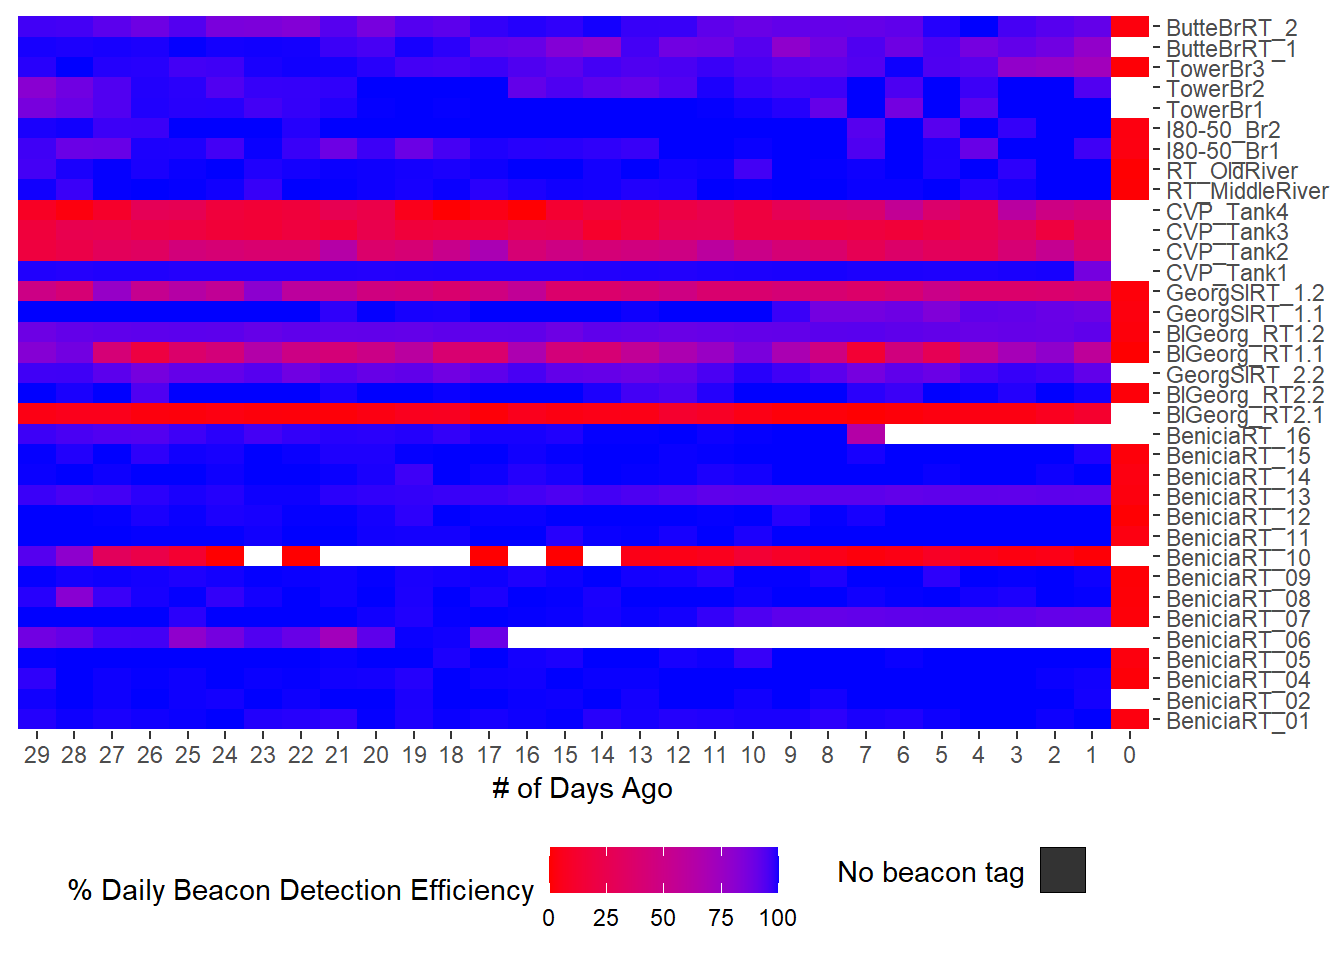 ButteBrRT_2
ButteBrRT_1
TowerBr3
TowerBr2
TowerBr1
I80-50_Br2
I80-50_Br1
RT_OldRiver
RT_MiddleRiver
CVP_Tank4
CVP_Tank3
CVP_Tank2
CVP_Tank1
GeorgSlRT_1.2
GeorgSlRT_1.1
BlGeorg_RT1.2
BlGeorg_RT1.1
GeorgSlRT_2.2
BlGeorg_RT2.2
BlGeorg_RT2.1
BeniciaRT_16
BeniciaRT_15
BeniciaRT_14
BeniciaRT_13
BeniciaRT_12
BeniciaRT_11
BeniciaRT_10
BeniciaRT_09
BeniciaRT_08
BeniciaRT_07
BeniciaRT_06
BeniciaRT_05
BeniciaRT_04
BeniciaRT_02
BeniciaRT_01
29 28 27 26 25 24 23 22 21 20 19 18 17 16 15 14 13 12 11 10 9 8 7 6 5 4 3 2 1 0
# of Days Ago
% Daily Beacon Detection Efficiency
0 25 50 75 100
No beacon tag